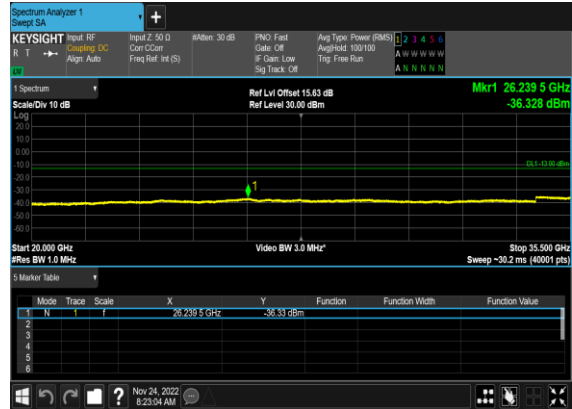 Spectrum Analyzer 1
Swept SA
+
KEYSIGHT Input: RF Input Z: 50 Ω #Atten: 30 dB PNO: Fast Avg Type: Power (RMS) 1 2 3 4 5 6
R T Coupling: DC Corr CCorr Gate: Off Avg|Hold: 100/100 A W W W W W
Align: Auto Freq Ref: Int (S) IF Gain: Low Trig: Free Run
Sig Track: Off A N N N N N
1 Spectrum Ref Lvl Offset 15.63 dB Mkr1 26.239 5 GHz
Scale/Div 10 dB Ref Level 30.00 dBm -36.328 dBm
Log
20.0
10.0
0.00
-10.0
DL1 -13.00 dBm
-20.0
1
-30.0
-40.0
-50.0
-60.0
Start 20.000 GHz Video BW 3.0 MHz* Stop 35.500 GHz
#Res BW 1.0 MHz Sweep ~30.2 ms (40001 pts)
5 Marker Table
Mode Trace Scale X Y Function Function Width Function Value
1 N 1 f 26.239 5 GHz -36.33 dBm
2
3
4
5
6
? Nov 24, 2022
8:23:04 AM